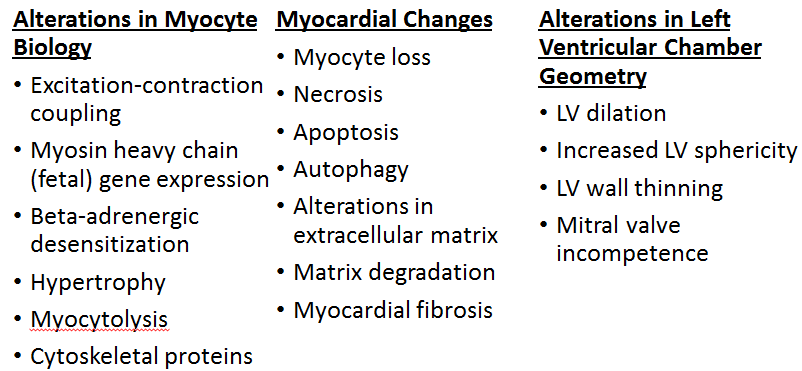 Alterations in Myocyte
Biology
• Excitation-contraction
coupling
• Myosin heavy chain
(fetal) gene expression
• Beta-adrenergic
desensitization
• Hypertrophy
• Myocytolysis
• Cytoskeletal proteins
Myocardial Changes
• Myocyte loss
• Necrosis
• Apoptosis
• Autophagy
• Alterations in
extracellular matrix
• Matrix degradation
• Myocardial fibrosis
Alterations in Left
Ventricular Chamber
Geometry
• LV dilation
• Increased LV sphericity
• LV wall thinning
• Mitral valve
incompetence